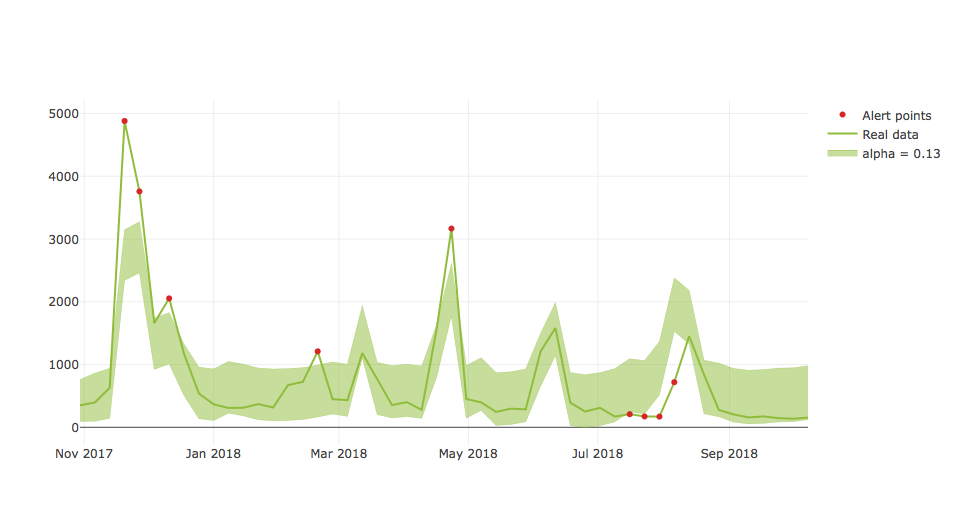 5000
4000
3000
2000
1000
0
Nov 2017
Jan 2018
Mar 2018
May 2018
Jul 2018
Sep 2018
Alert points
Real data
alpha = 0.13